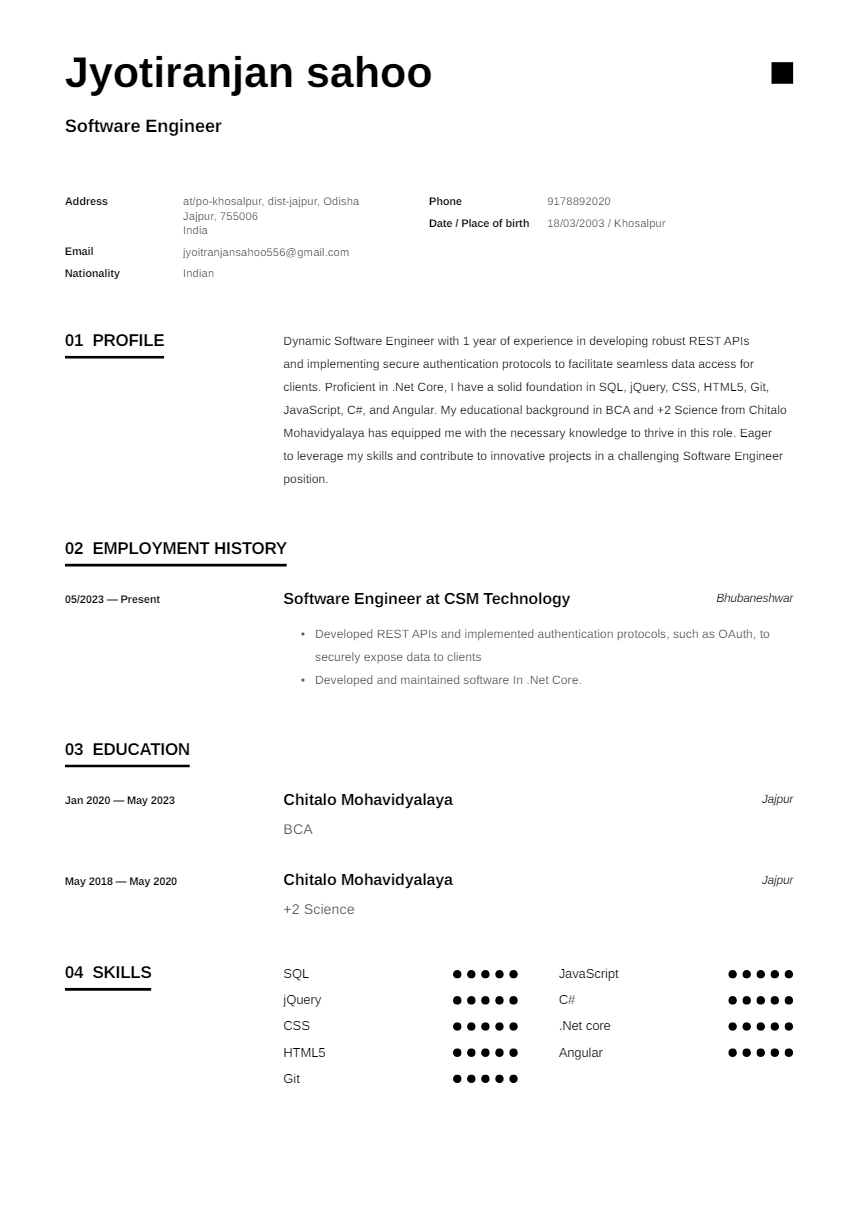 Jyotiranjan sahoo
Software Engineer
Address
at/po-khosalpur, dist-jajpur, Odisha
Jajpur, 755006
India
Email
jyoitranjansahoo556@gmail.com
Nationality
Indian
Phone
9178892020
Date / Place of birth
18/03/2003 / Khosalpur
01 PROFILE
Dynamic Software Engineer with 1 year of experience in developing robust REST APIs
and implementing secure authentication protocols to facilitate seamless data access for
clients. Proficient in .Net Core, I have a solid foundation in SQL, jQuery, CSS, HTML5, Git,
JavaScript, C#, and Angular. My educational background in BCA and +2 Science from Chitalo
Mohavidyalaya has equipped me with the necessary knowledge to thrive in this role. Eager
to leverage my skills and contribute to innovative projects in a challenging Software Engineer
position.
02 EMPLOYMENT HISTORY
05/2023 — Present
Software Engineer at CSM Technology
Bhubaneshwar
• Developed REST APIs and implemented authentication protocols, such as OAuth, to
securely expose data to clients
• Developed and maintained software In .Net Core.
03 EDUCATION
Jan 2020 — May 2023
Chitalo Mohavidyalaya
Jajpur
BCA
May 2018 — May 2020
Chitalo Mohavidyalaya
Jajpur
+2 Science
04 SKILLS
SQL
JavaScript
jQuery
C#
CSS
.Net core
HTML5
Angular
Git